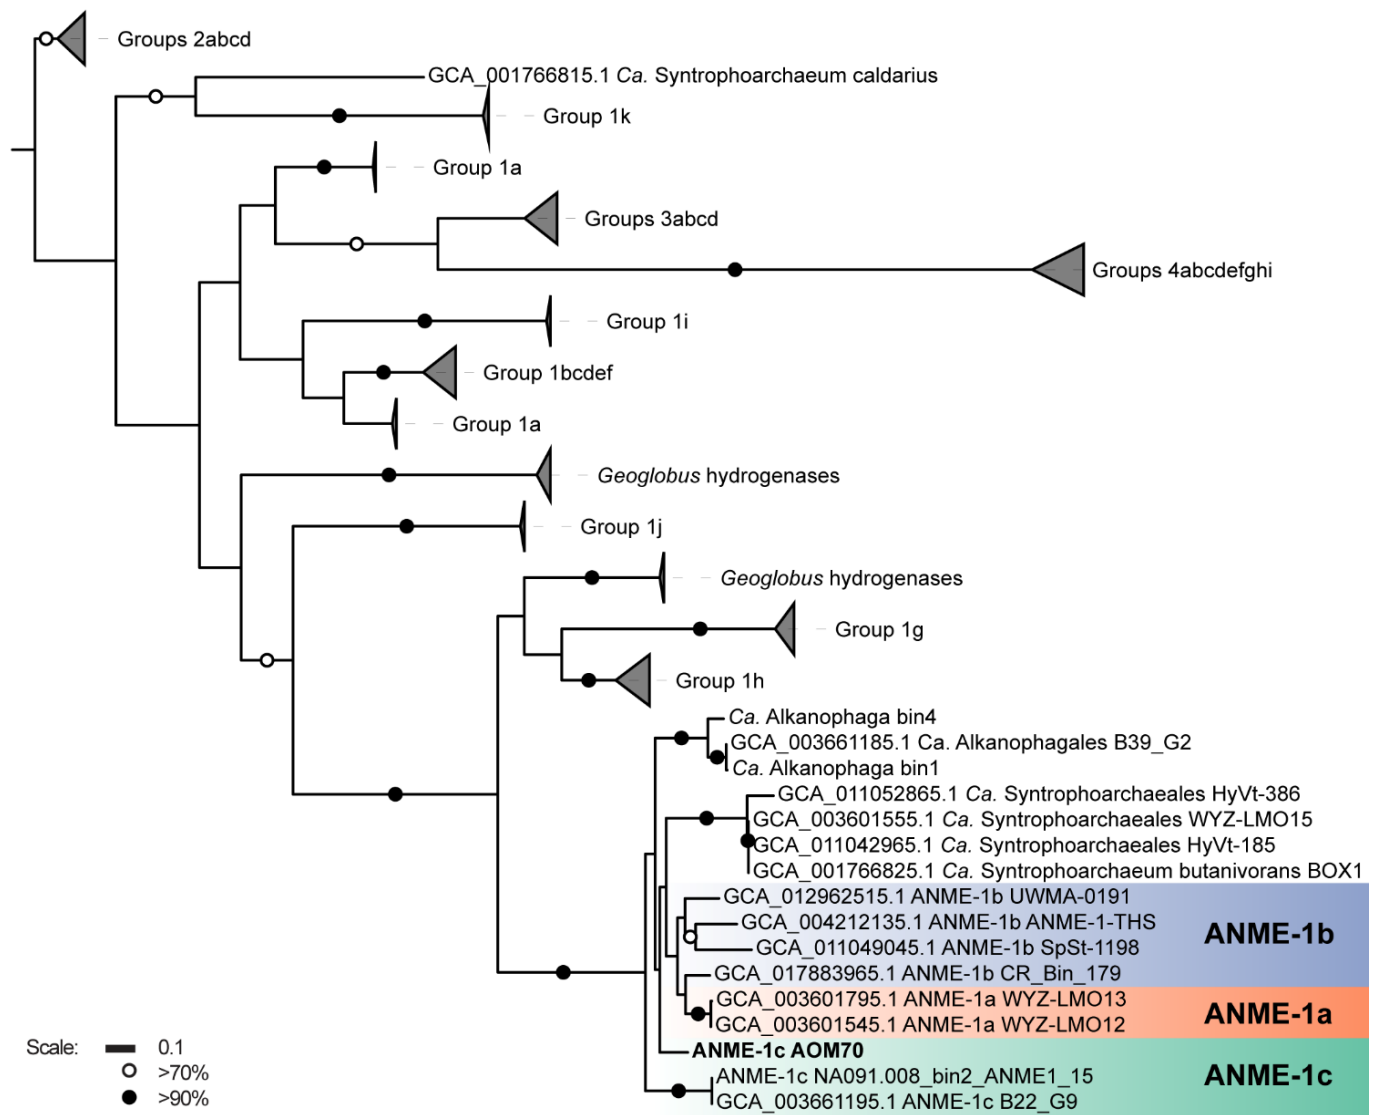 Groups 2abcd
GCA_001766815.1 Ca. Syntrophoarchaeum caldarius
Group 1k
Group 1a
Groups 3abcd
Groups 4abcdefghi
Group 1i
Group 1bcdef
Group 1a
Geoglobus hydrogenases
Group 1j
Geoglobus hydrogenases
Group 1g
Group 1h
Ca. Alkanophaga bin4
GCA_003661185.1 Ca. Alkanophagales B39_G2
Ca. Alkanophaga bin1
GCA_011052865.1 Ca. Syntrophoarchaeales HyVt-386
GCA_003601555.1 Ca. Syntrophoarchaeales WYZ-LMO15
GCA_011042965.1 Ca. Syntrophoarchaeales HyVt-185
GCA_001766825.1 Ca. Syntrophoarchaeum butanivorans BOX1
GCA_012962515.1 ANME-1b UWMA-0191
GCA_004212135.1 ANME-1b ANME-1-THS
ANME-1b
GCA_011049045.1 ANME-1b SpSt-1198
GCA_017883965.1 ANME-1b CR_Bin_179
GCA_003601795.1 ANME-1a WYZ-LMO13
ANME-1a
GCA_003601545.1 ANME-1a WYZ-LMO12
ANME-1c AOM70
ANME-1c NA091.008_bin2_ANME1_15
ANME-1c
GCA_003661195.1 ANME-1c B22_G9
Scale: 0.1
>70%
>90%